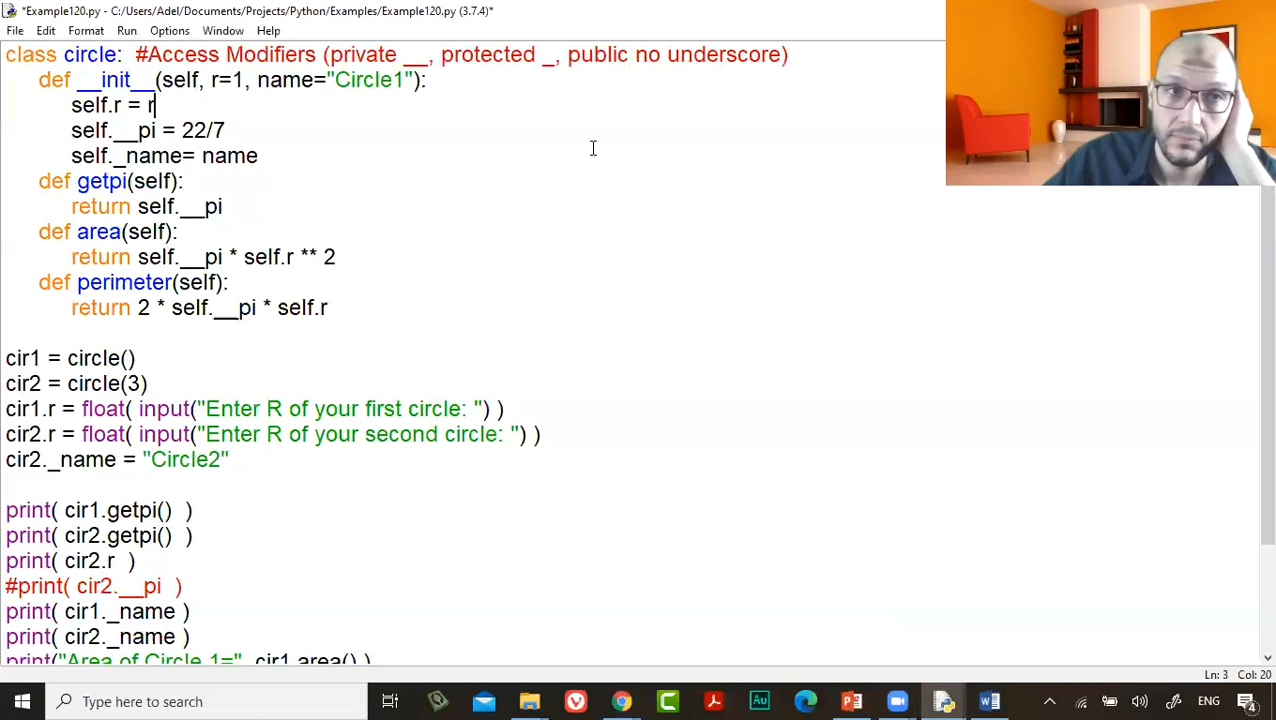 *Example120.py - C:/Users/Adel/Documents/Projects/Python/Examples/Example120.py (3.7.4)*
File Edit Format Run Options Window Help
class circle: #Access Modifiers (private __, protected _, public no underscore)
def __init__(self, r=1, name="Circle1"):
self.r = r
self.__pi = 22/7
self._name= name
def getpi(self):
return self.__pi
def area(self):
return self.__pi * self.r ** 2
def perimeter(self):
return 2 * self.__pi * self.r
cir1 = circle()
cir2 = circle(3)
cir1.r = float( input("Enter R of your first circle: ") )
cir2.r = float( input("Enter R of your second circle: ") )
cir2._name = "Circle2"
print( cir1.getpi() )
print( cir2.getpi() )
print( cir2.r )
#print( cir2.__pi )
print( cir1._name )
print( cir2._name )
print("Area of Circle 1=", cir1.area() )
Ln: 3 Col: 20
Type here to search
Au
ENG
4